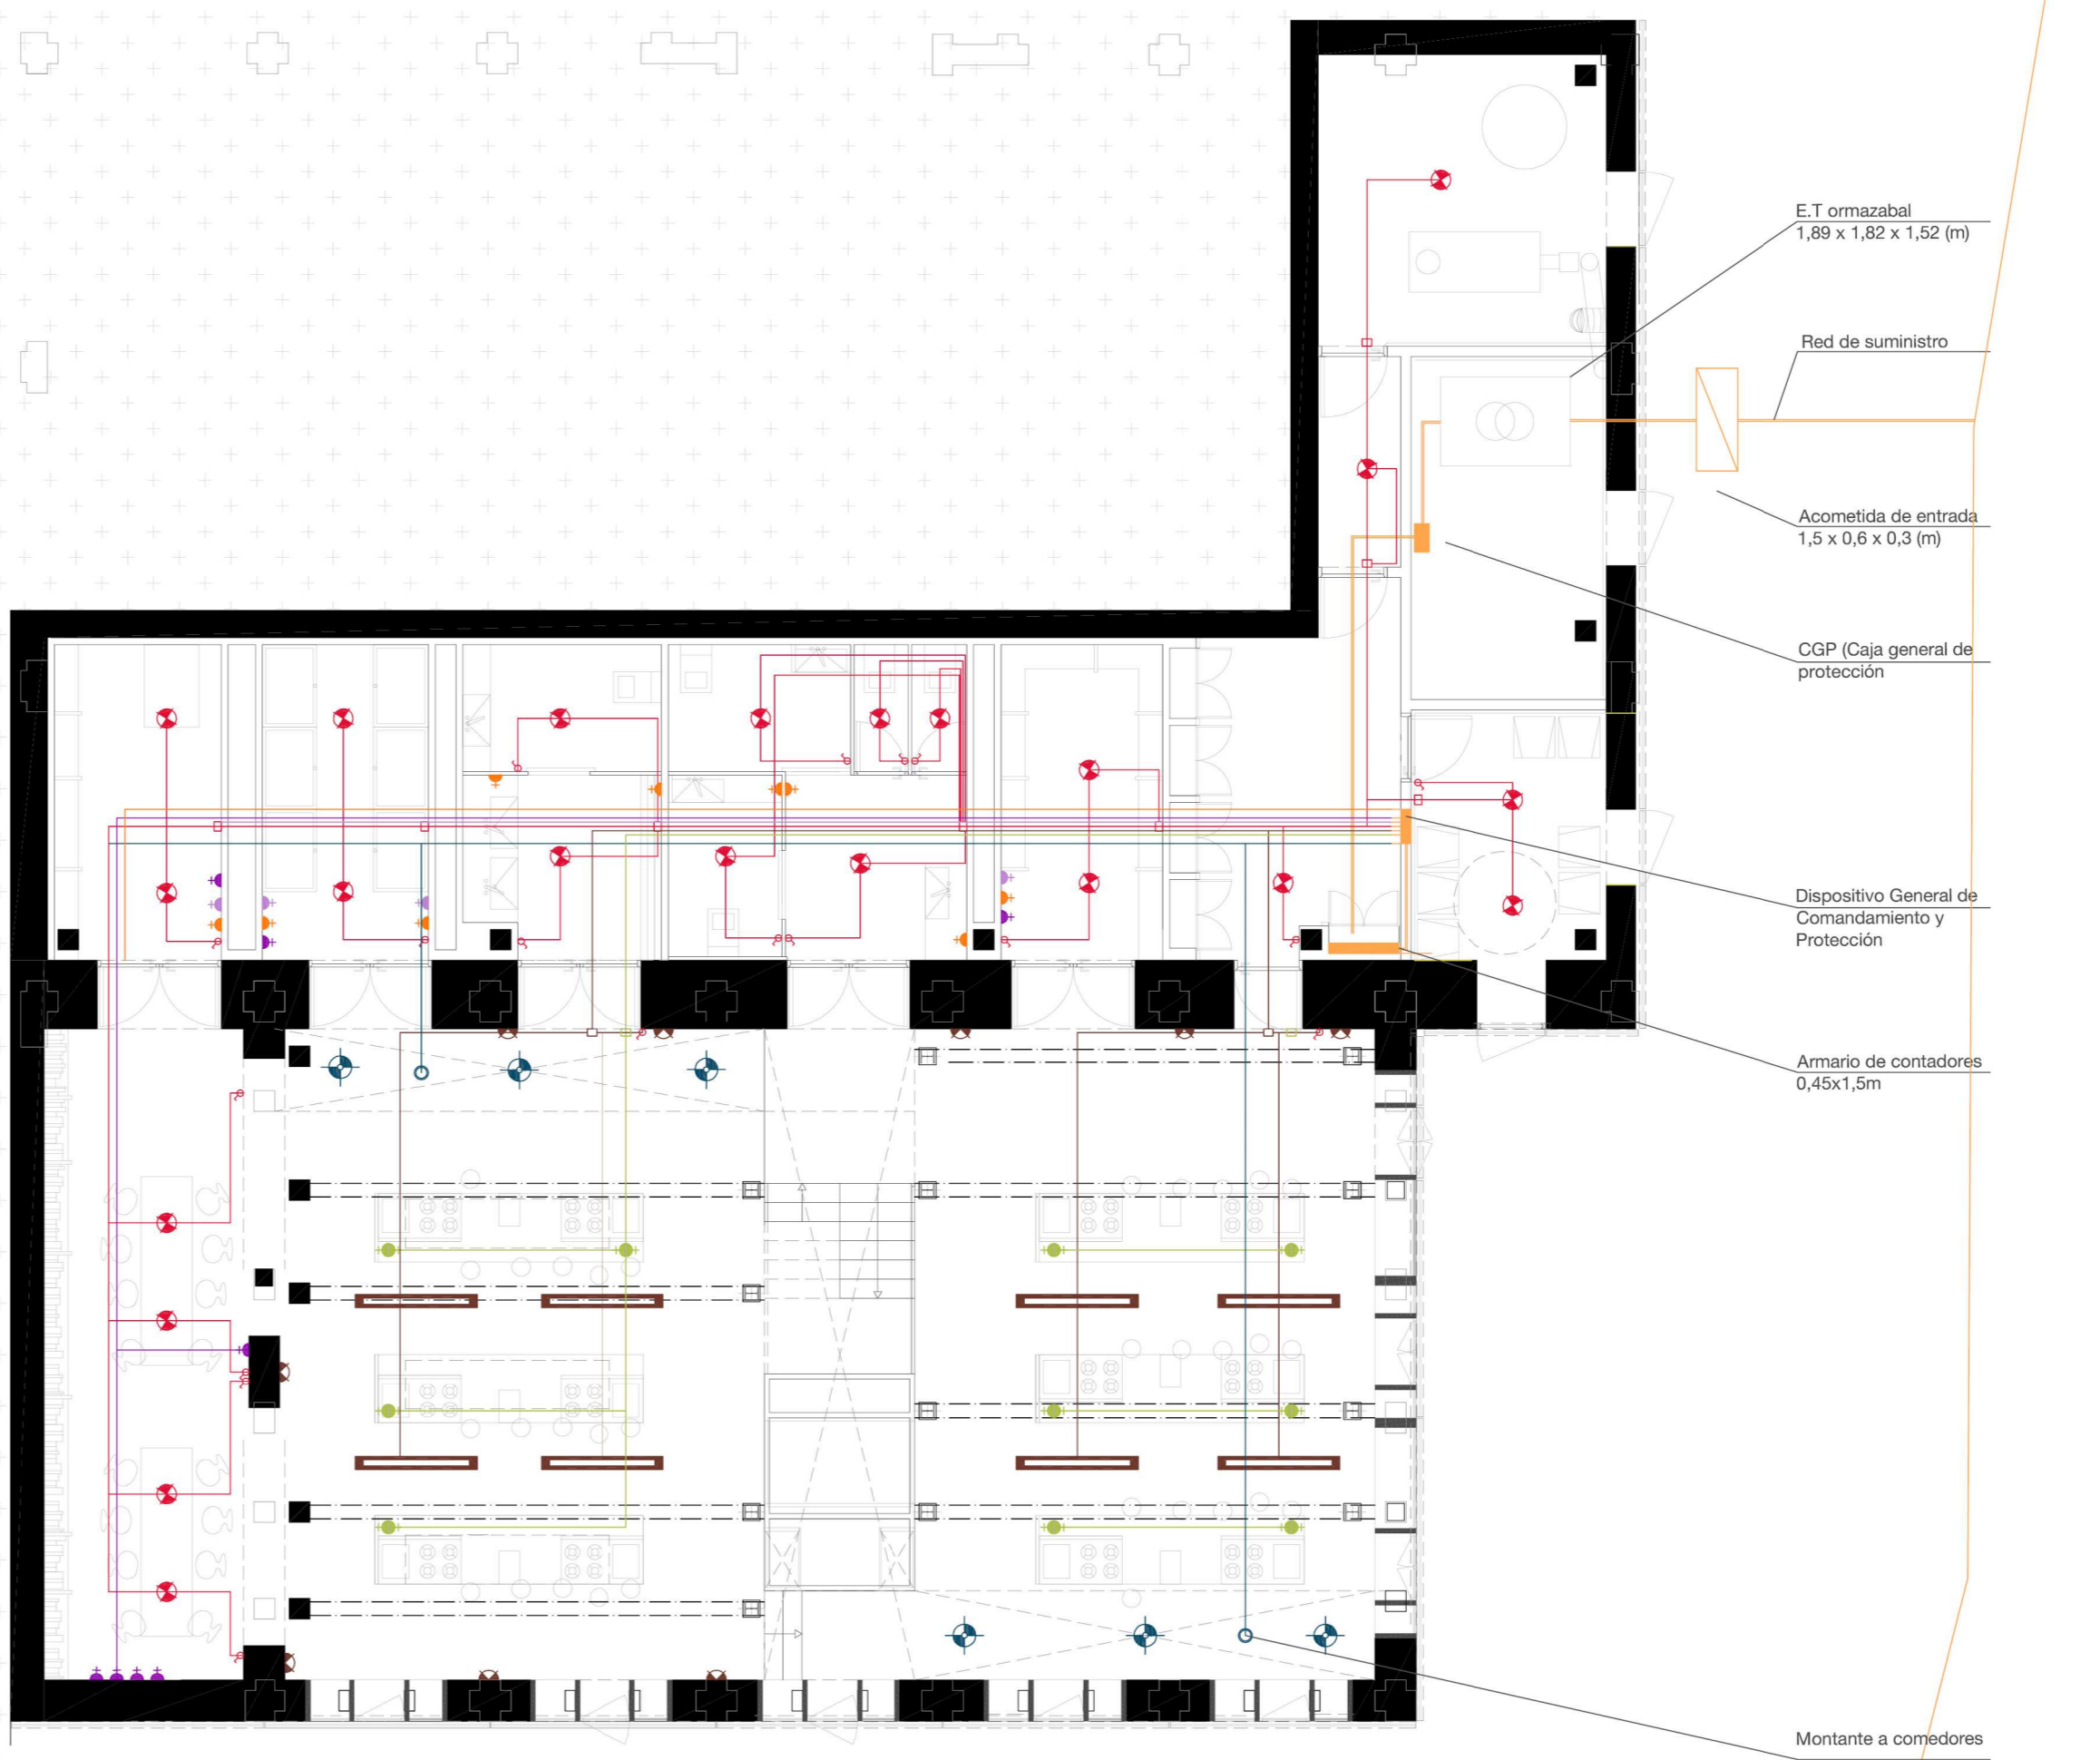 E.T ormazabal
1,89 x 1,82 x 1,52 (m)
Red de suministro
Acometida de entrada
1,5 x 0,6 x 0,3 (m)
CGP (Caja general de
protección
Dispositivo General de
Comandamiento y
Protección
Armario de contadores
0,45x1,5m
Montante a comedores